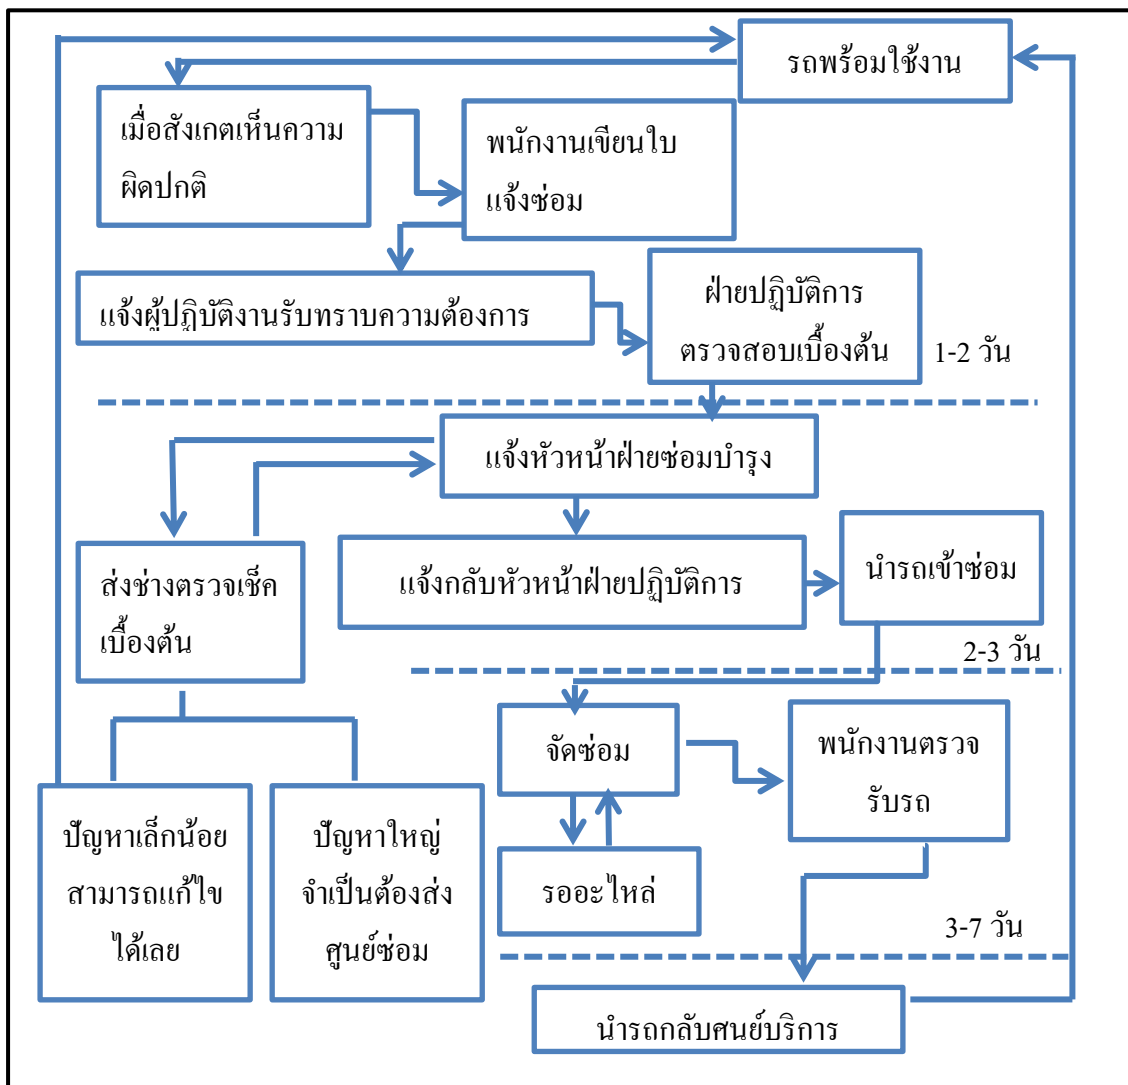 รถพร้อมใช้งาน
เมื่อสังเกตเห็นความ
ผิดปกติ
พนักงานเขียนใบ
แจ้งซ่อม
แจ้งผู้ปฏิบัติงานรับทราบความต้องการ
ฝ่ายปฏิบัติการ
ตรวจสอบเบื้องต้น
1-2 วัน
แจ้งหัวหน้าฝ่ายซ่อมบำรุง
ส่งช่างตรวจเช็ค
เบื้องต้น
แจ้งกลับหัวหน้าฝ่ายปฏิบัติการ
นำรถเข้าซ่อม
2-3 วัน
จัดซ่อม
พนักงานตรวจ
รับรถ
ปัญหาเล็กน้อย
สามารถแก้ไข
ได้เลย
ปัญหาใหญ่
จำเป็นต้องส่ง
ศูนย์ซ่อม
รออะไหล่
3-7 วัน
นำรถกลับศนย์บริการ